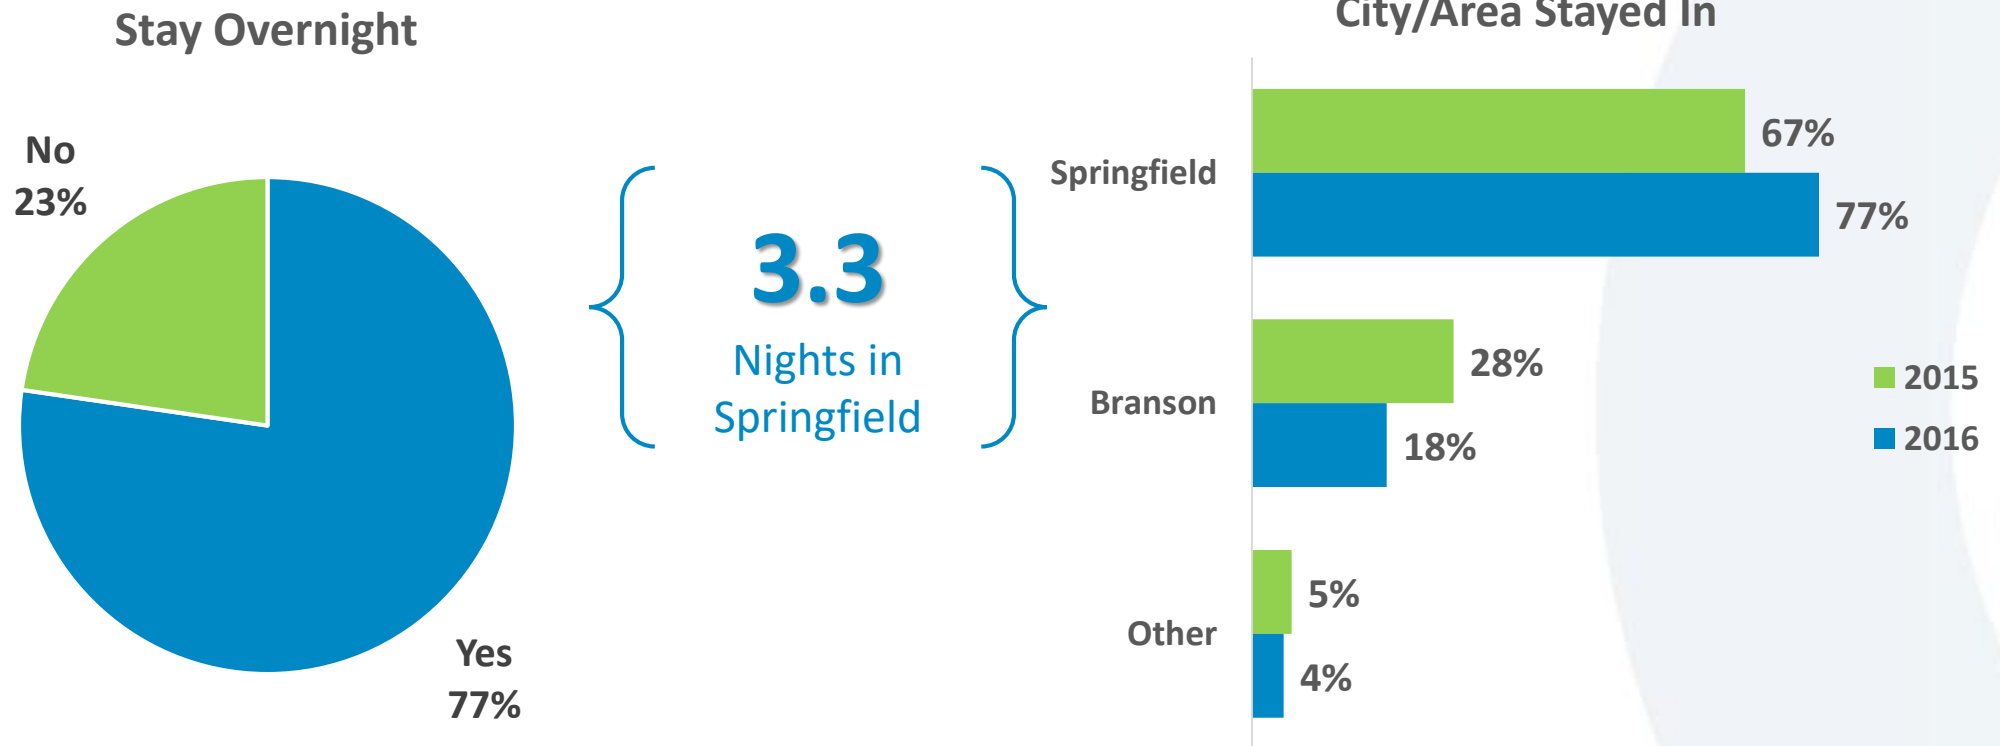 Stay Overnight
No
23%
Yes
77%
3.3
Nights in
Springfield
City/Area Stayed In
Springfield
67%
77%
Branson
28%
18%
Other
5%
4%
2015
2016